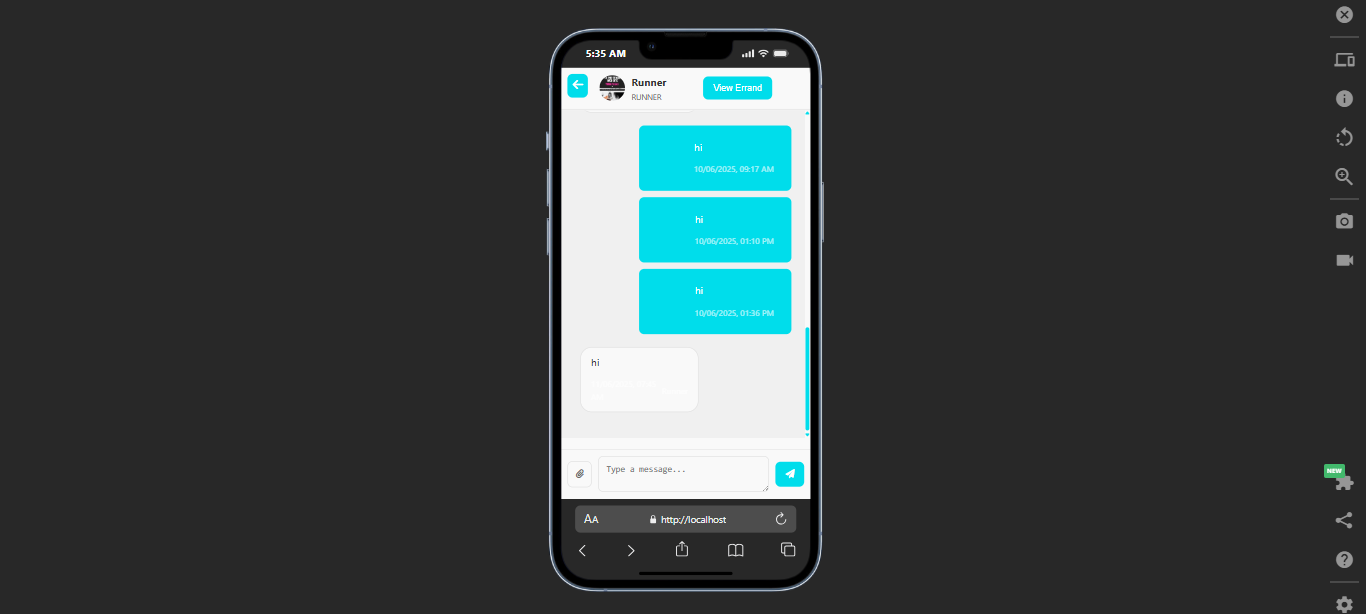 5:35 AM
Runner
RUNNER
View Errand
hi
10/06/2025, 09:17 AM
hi
10/06/2025, 01:10 PM
hi
10/06/2025, 01:36 PM
hi
Type a message...
AA
http://localhost
NEW